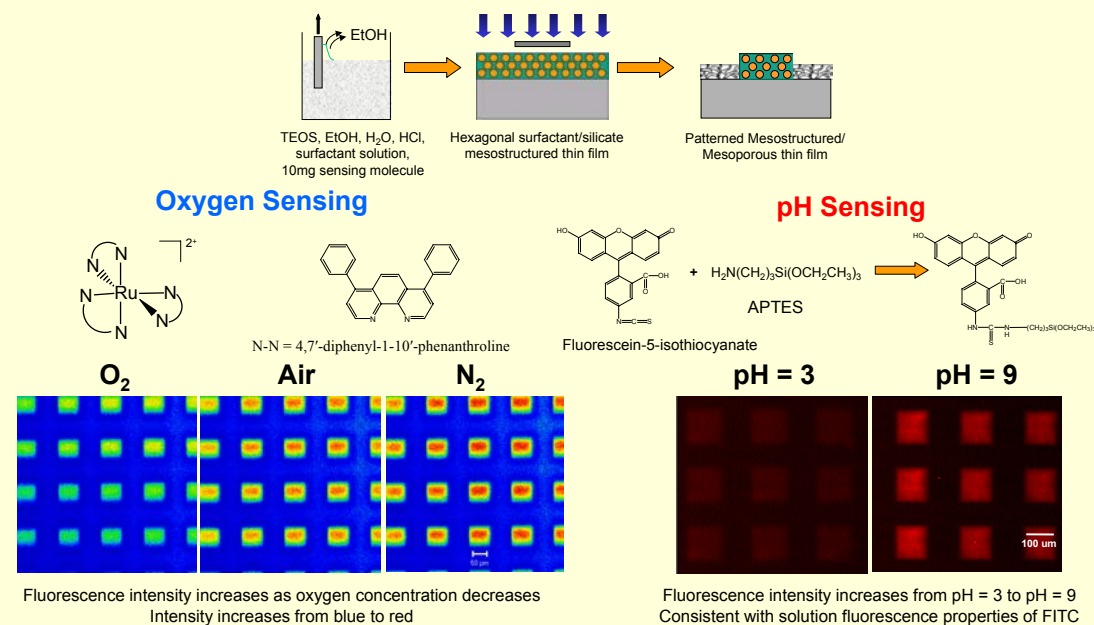 EtOH
TEOS, EtOH, H₂O, HCl,
surfactant solution,
10mg sensing molecule
Hexagonal surfactant/silicate
mesostructured thin film
Patterned Mesostructured/
Mesoporous thin film
Oxygen Sensing
2+
N
N
N
Ru
N
N
N
N
N
N-N = 4,7′-diphenyl-1-10′-phenanthroline
O₂
Air
N₂
60 µm
Fluorescence intensity increases as oxygen concentration decreases
Intensity increases from blue to red
pH Sensing
HO
O
O
C
OH
O
N=C=S
Fluorescein-5-isothiocyanate
+ H₂N(CH₂)₃Si(OCH₂CH₃)₃
APTES
HO
O
O
C
OH
O
NH
C
NH
(CH₂)₃Si(OCH₂CH₃)₃
S
pH = 3
pH = 9
100 um
Fluorescence intensity increases from pH = 3 to pH = 9
Consistent with solution fluorescence properties of FITC